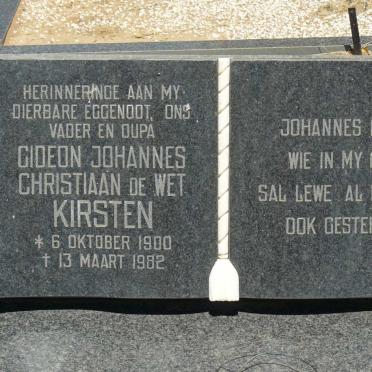 HERINNERINGE AAN MY
DIERBARE EGGENOOT, ONS
VADER EN OUPA
GIDEON JOHANNES
CHRISTIAAN DE WET
KIRSTEN
* 6 OKTOBER 1900
† 13 MAART 1982
JOHANNES
WIE IN MY
SAL LEWE AL
OOK GESTER